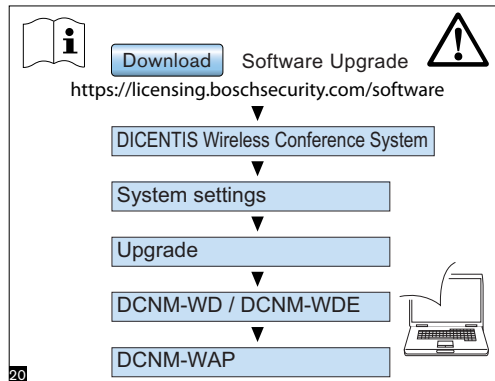 i
Download Software Upgrade
https://licensing.boschsecurity.com/software
DICENTIS Wireless Conference System
System settings
Upgrade
DCNM-WD / DCNM-WDE
DCNM-WAP
20